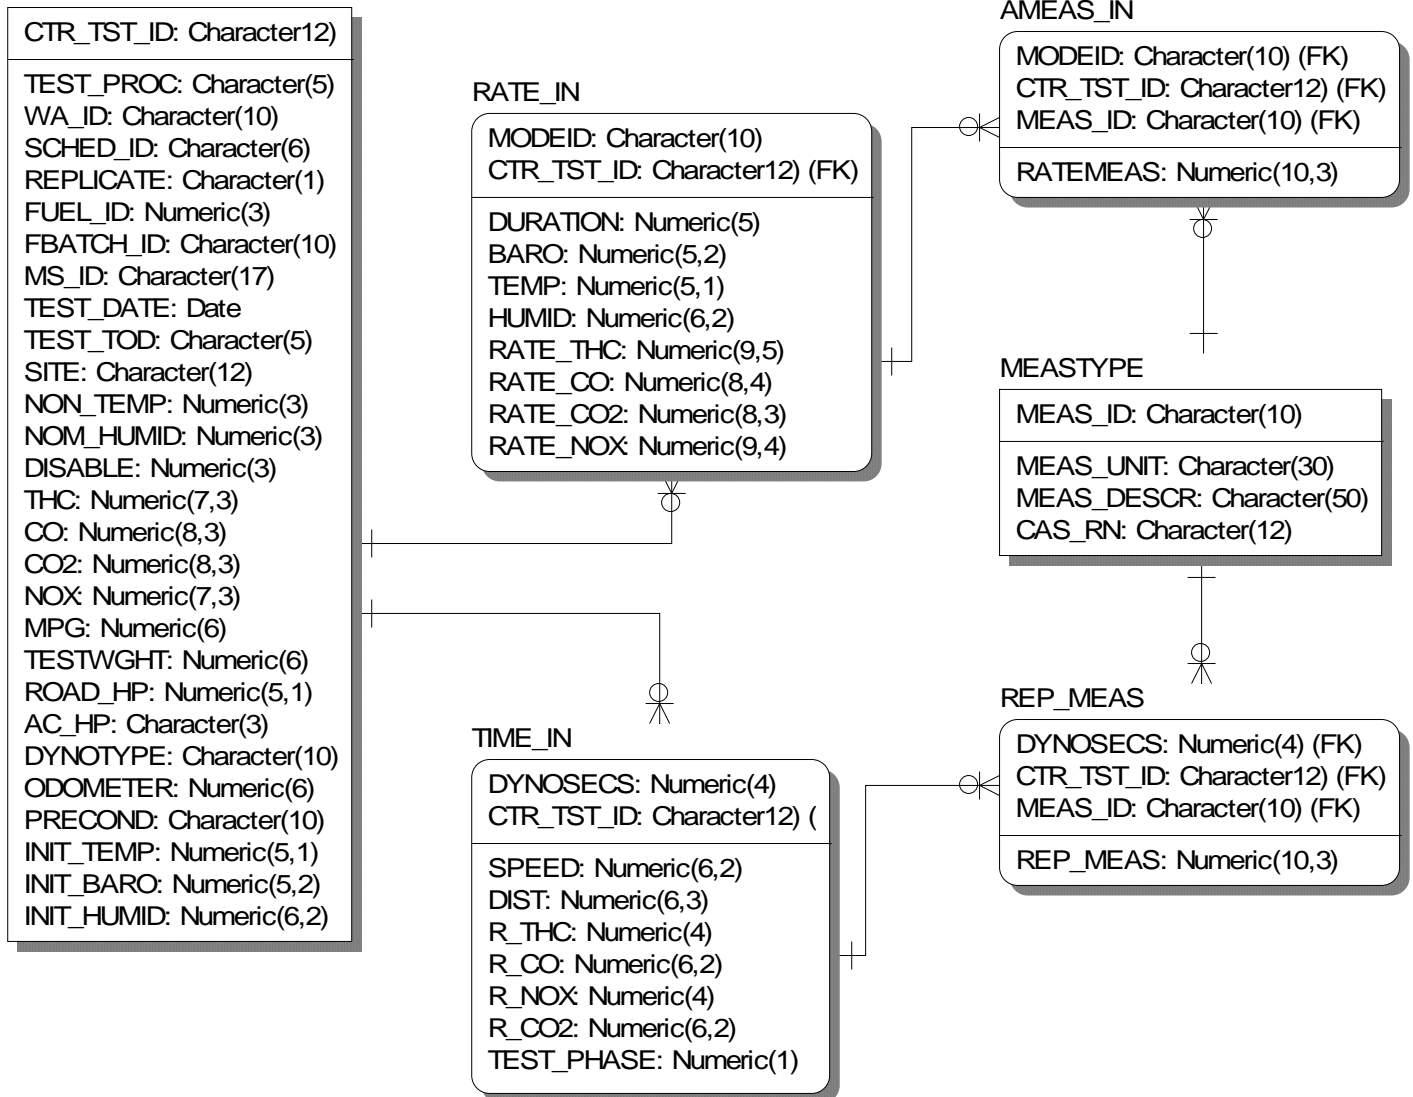 CTR_TST_ID: Character12)
TEST_PROC: Character(5)
WA_ID: Character(10)
SCHED_ID: Character(6)
REPLICATE: Character(1)
FUEL_ID: Numeric(3)
FBATCH_ID: Character(10)
MS_ID: Character(17)
TEST_DATE: Date
TEST_TOD: Character(5)
SITE: Character(12)
NON_TEMP: Numeric(3)
NOM_HUMID: Numeric(3)
DISABLE: Numeric(3)
THC: Numeric(7,3)
CO: Numeric(8,3)
CO2: Numeric(8,3)
NOX: Numeric(7,3)
MPG: Numeric(6)
TESTWGHT: Numeric(6)
ROAD_HP: Numeric(5,1)
AC_HP: Character(3)
DYNOTYPE: Character(10)
ODOMETER: Numeric(6)
PRECOND: Character(10)
INIT_TEMP: Numeric(5,1)
INIT_BARO: Numeric(5,2)
INIT_HUMID: Numeric(6,2)
RATE_IN
MODEID: Character(10)
CTR_TST_ID: Character12) (FK)
DURATION: Numeric(5)
BARO: Numeric(5,2)
TEMP: Numeric(5,1)
HUMID: Numeric(6,2)
RATE_THC: Numeric(9,5)
RATE_CO: Numeric(8,4)
RATE_CO2: Numeric(8,3)
RATE_NOX: Numeric(9,4)
TIME_IN
DYNOSECS: Numeric(4)
CTR_TST_ID: Character12) (
SPEED: Numeric(6,2)
DIST: Numeric(6,3)
R_THC: Numeric(4)
R_CO: Numeric(6,2)
R_NOX: Numeric(4)
R_CO2: Numeric(6,2)
TEST_PHASE: Numeric(1)
AMEAS_IN
MODEID: Character(10) (FK)
CTR_TST_ID: Character12) (FK)
MEAS_ID: Character(10) (FK)
RATEMEAS: Numeric(10,3)
MEASTYPE
MEAS_ID: Character(10)
MEAS_UNIT: Character(30)
MEAS_DESCR: Character(50)
CAS_RN: Character(12)
REP_MEAS
DYNOSECS: Numeric(4) (FK)
CTR_TST_ID: Character12) (FK)
MEAS_ID: Character(10) (FK)
REP_MEAS: Numeric(10,3)